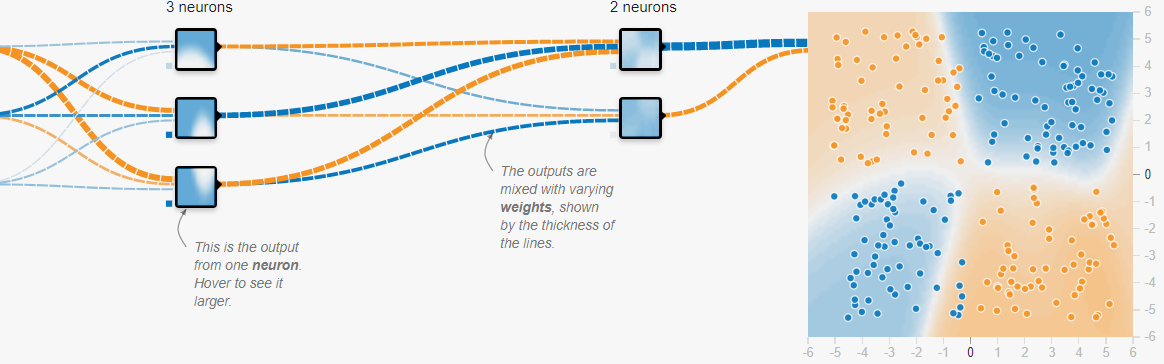 3 neurons
2 neurons
This is the output
from one neuron.
Hover to see it
larger.
The outputs are
mixed with varying
weights, shown
by the thickness of
the lines.
6
5
4
3
2
1
0
-1
-2
-3
-4
-5
-6
-6 -5 -4 -3 -2 -1 0 1 2 3 4 5 6